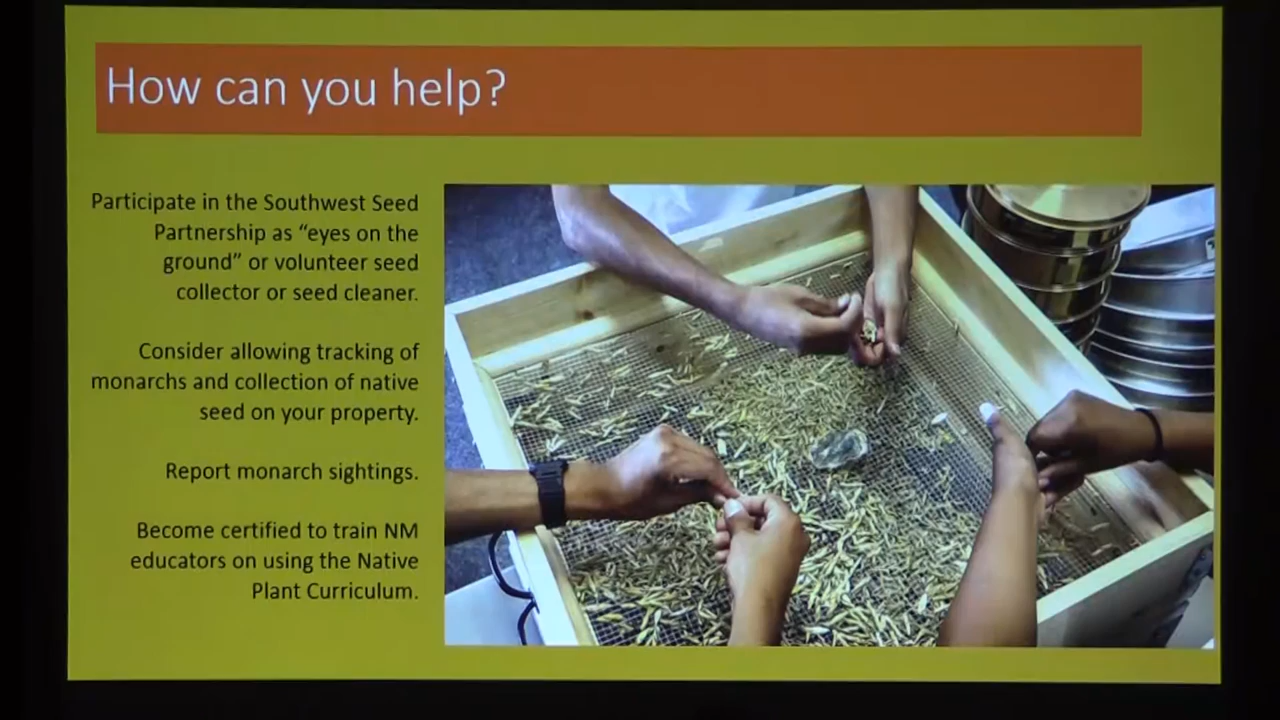 How can you help?
Participate in the Southwest Seed
Partnership as “eyes on the
ground” or volunteer seed
collector or seed cleaner.
Consider allowing tracking of
monarchs and collection of native
seed on your property.
Report monarch sightings.
Become certified to train NM
educators on using the Native
Plant Curriculum.